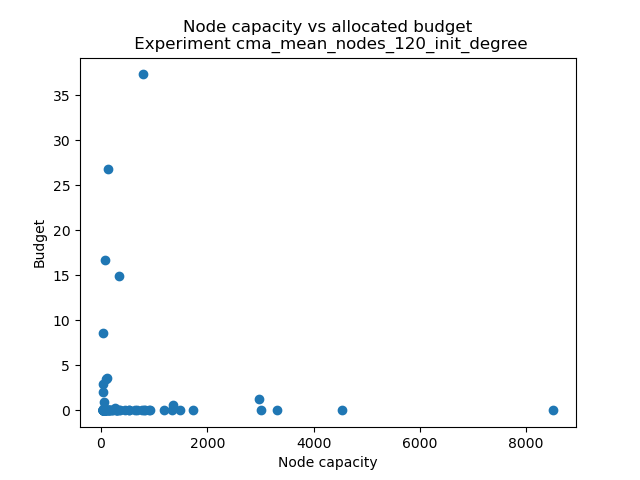 Node capacity vs allocated budget
Experiment cma_mean_nodes_120_init_degree
35
30
25
20
15
10
5
0
Budget
0 2000 4000 6000 8000
Node capacity